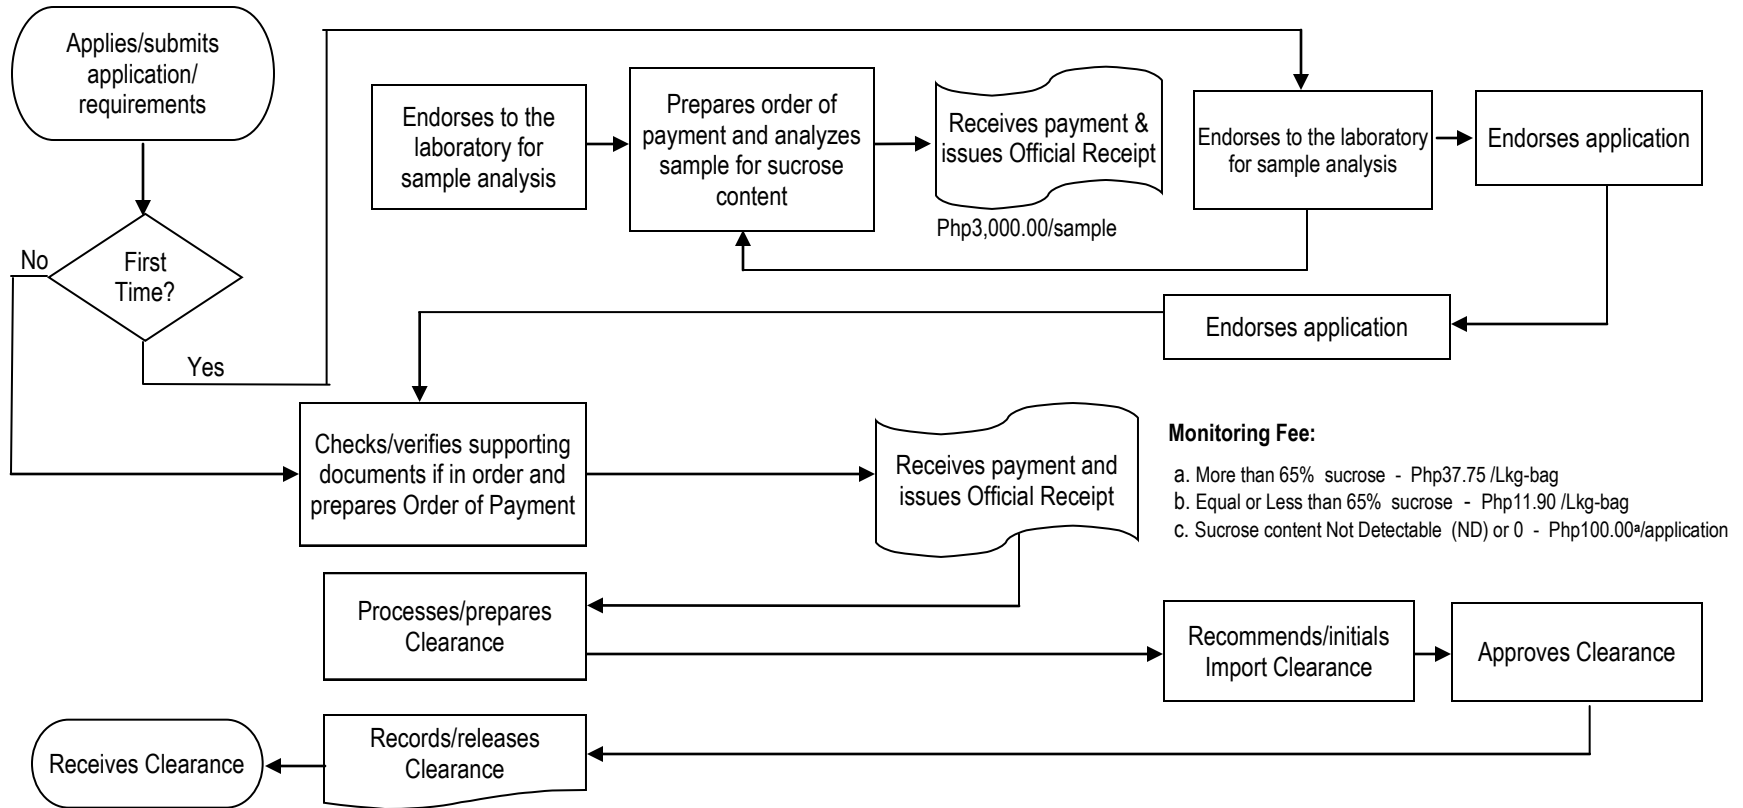 Applies/submits
application/
requirements
Endorses to the
laboratory for
sample analysis
Prepares order of
payment and analyzes
sample for sucrose
content
Receives payment &
issues Official Receipt
Php3,000.00/sample
Endorses to the laboratory
for sample analysis
Endorses application
No
First
Time?
Yes
Endorses application
Checks/verifies supporting
documents if in order and
prepares Order of Payment
Receives payment and
issues Official Receipt
Monitoring Fee:
a. More than 65% sucrose - Php37.75 /Lkg-bag
b. Equal or Less than 65% sucrose - Php11.90 /Lkg-bag
c. Sucrose content Not Detectable (ND) or 0 - Php100.00ª/application
Processes/prepares
Clearance
Recommends/initials
Import Clearance
Approves Clearance
Records/releases
Clearance
Receives Clearance